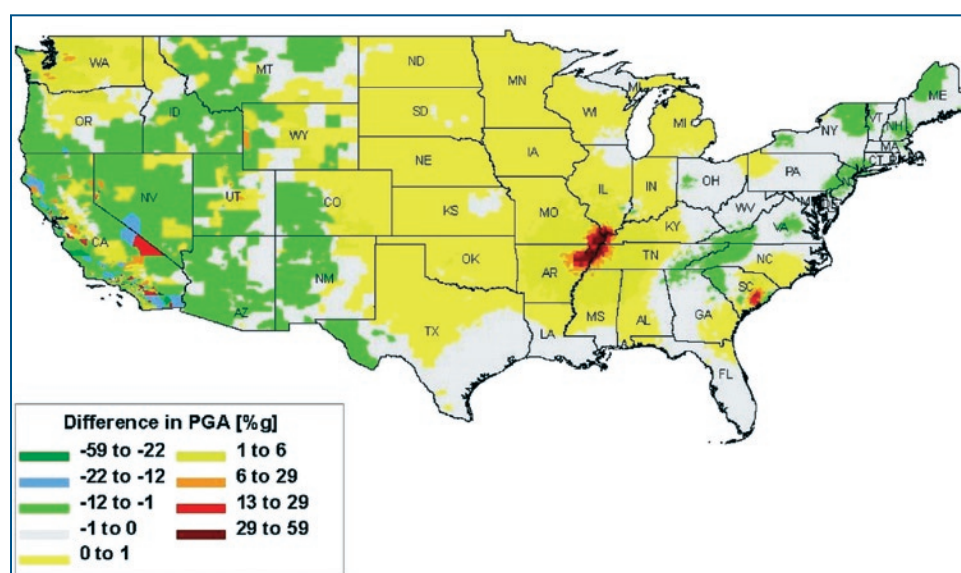 WA
MT
ND
MN
ME
OR
ID
SD
WI
MI
VT
NH
NY
MI
WY
MA
IA
CT
NE
PA
NV
IL
IN
OH
UT
CO
WV
KS
MO
VA
CA
KY
NC
TN
OK
AR
SC
NM
AZ
MS
AL
GA
TX
LA
FL
Difference in PGA [%g]
-59 to -22
1 to 6
-22 to -12
6 to 29
-12 to -1
13 to 29
-1 to 0
29 to 59
0 to 1